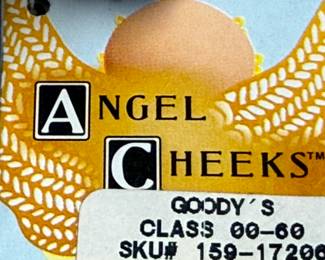 ANGEL
CHEEKS™
GOODY'S
CLASS 00-60
SKU# 159-17206